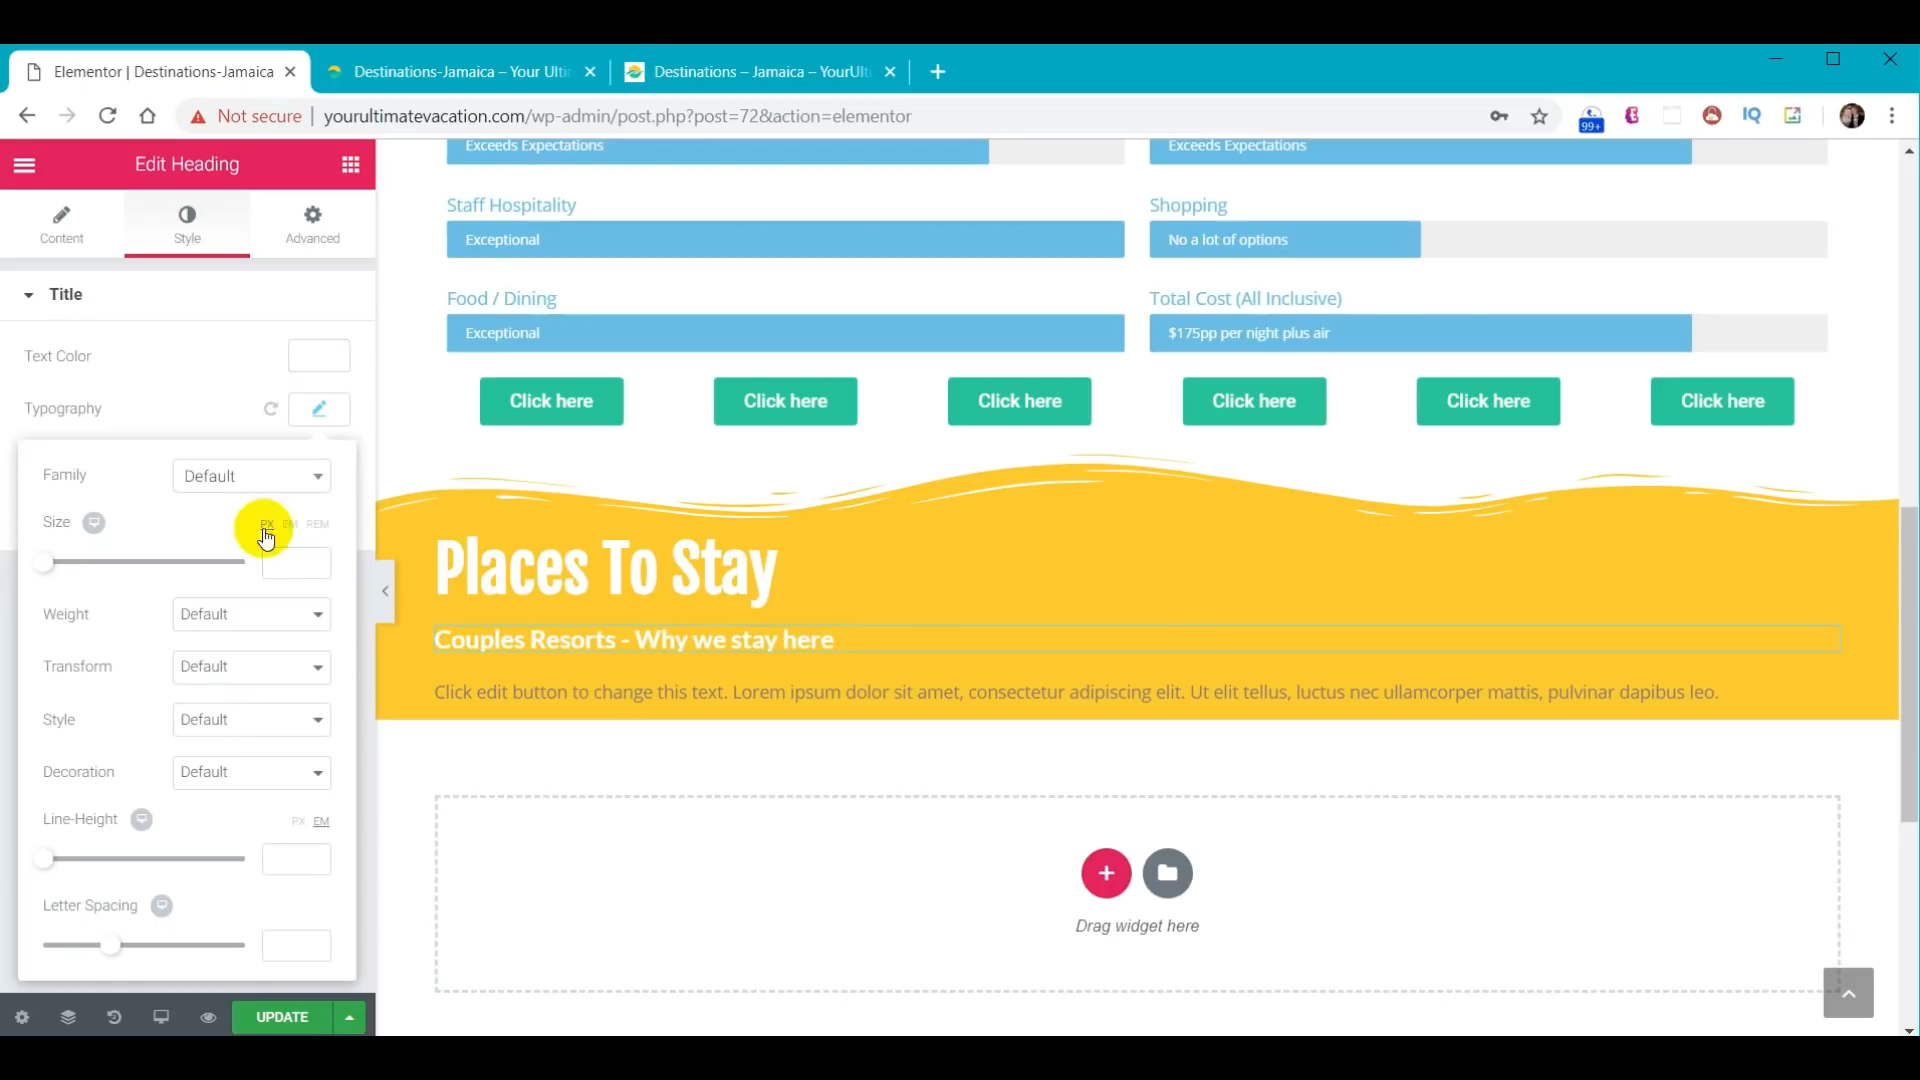 Elementor | Destinations-Jamaica
Destinations-Jamaica – Your Ulti
Destinations – Jamaica – YourUlt
Not secure
yourultimatevacation.com/wp-admin/post.php?post=72&action=elementor
99+
IQ
Edit Heading
Content
Style
Advanced
Title
Text Color
Typography
Family
Default
Size
PX EM REM
Weight
Default
Transform
Default
Style
Default
Decoration
Default
Line-Height
PX EM
Letter Spacing
UPDATE
Exceeds Expectations
Exceeds Expectations
Staff Hospitality
Shopping
Exceptional
No a lot of options
Food / Dining
Total Cost (All Inclusive)
Exceptional
$175pp per night plus air
Click here
Click here
Click here
Click here
Click here
Click here
Places To Stay
Couples Resorts - Why we stay here
Click edit button to change this text. Lorem ipsum dolor sit amet, consectetur adipiscing elit. Ut elit tellus, luctus nec ullamcorper mattis, pulvinar dapibus leo.
Drag widget here